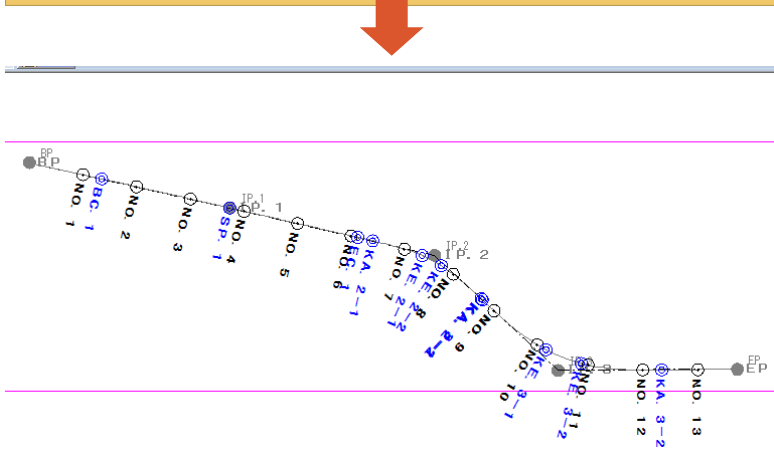 BP
BP
NO. 1
BC. 1
NO. 2
NO. 3
IP.1
IP. 1
SP. 1
NO. 4
NO. 5
NO. 6
EC. 1
KA. 2-1
NO. 7
KE. 2-1
IP.2
IP. 2
KE. 2-2
NO. 8
KA. 2-2
NO. 9
NO. 10
KE. 3-1
KE. 3-2
NO. 11
NO. 12
KA. 3-2
NO. 13
EP
EP